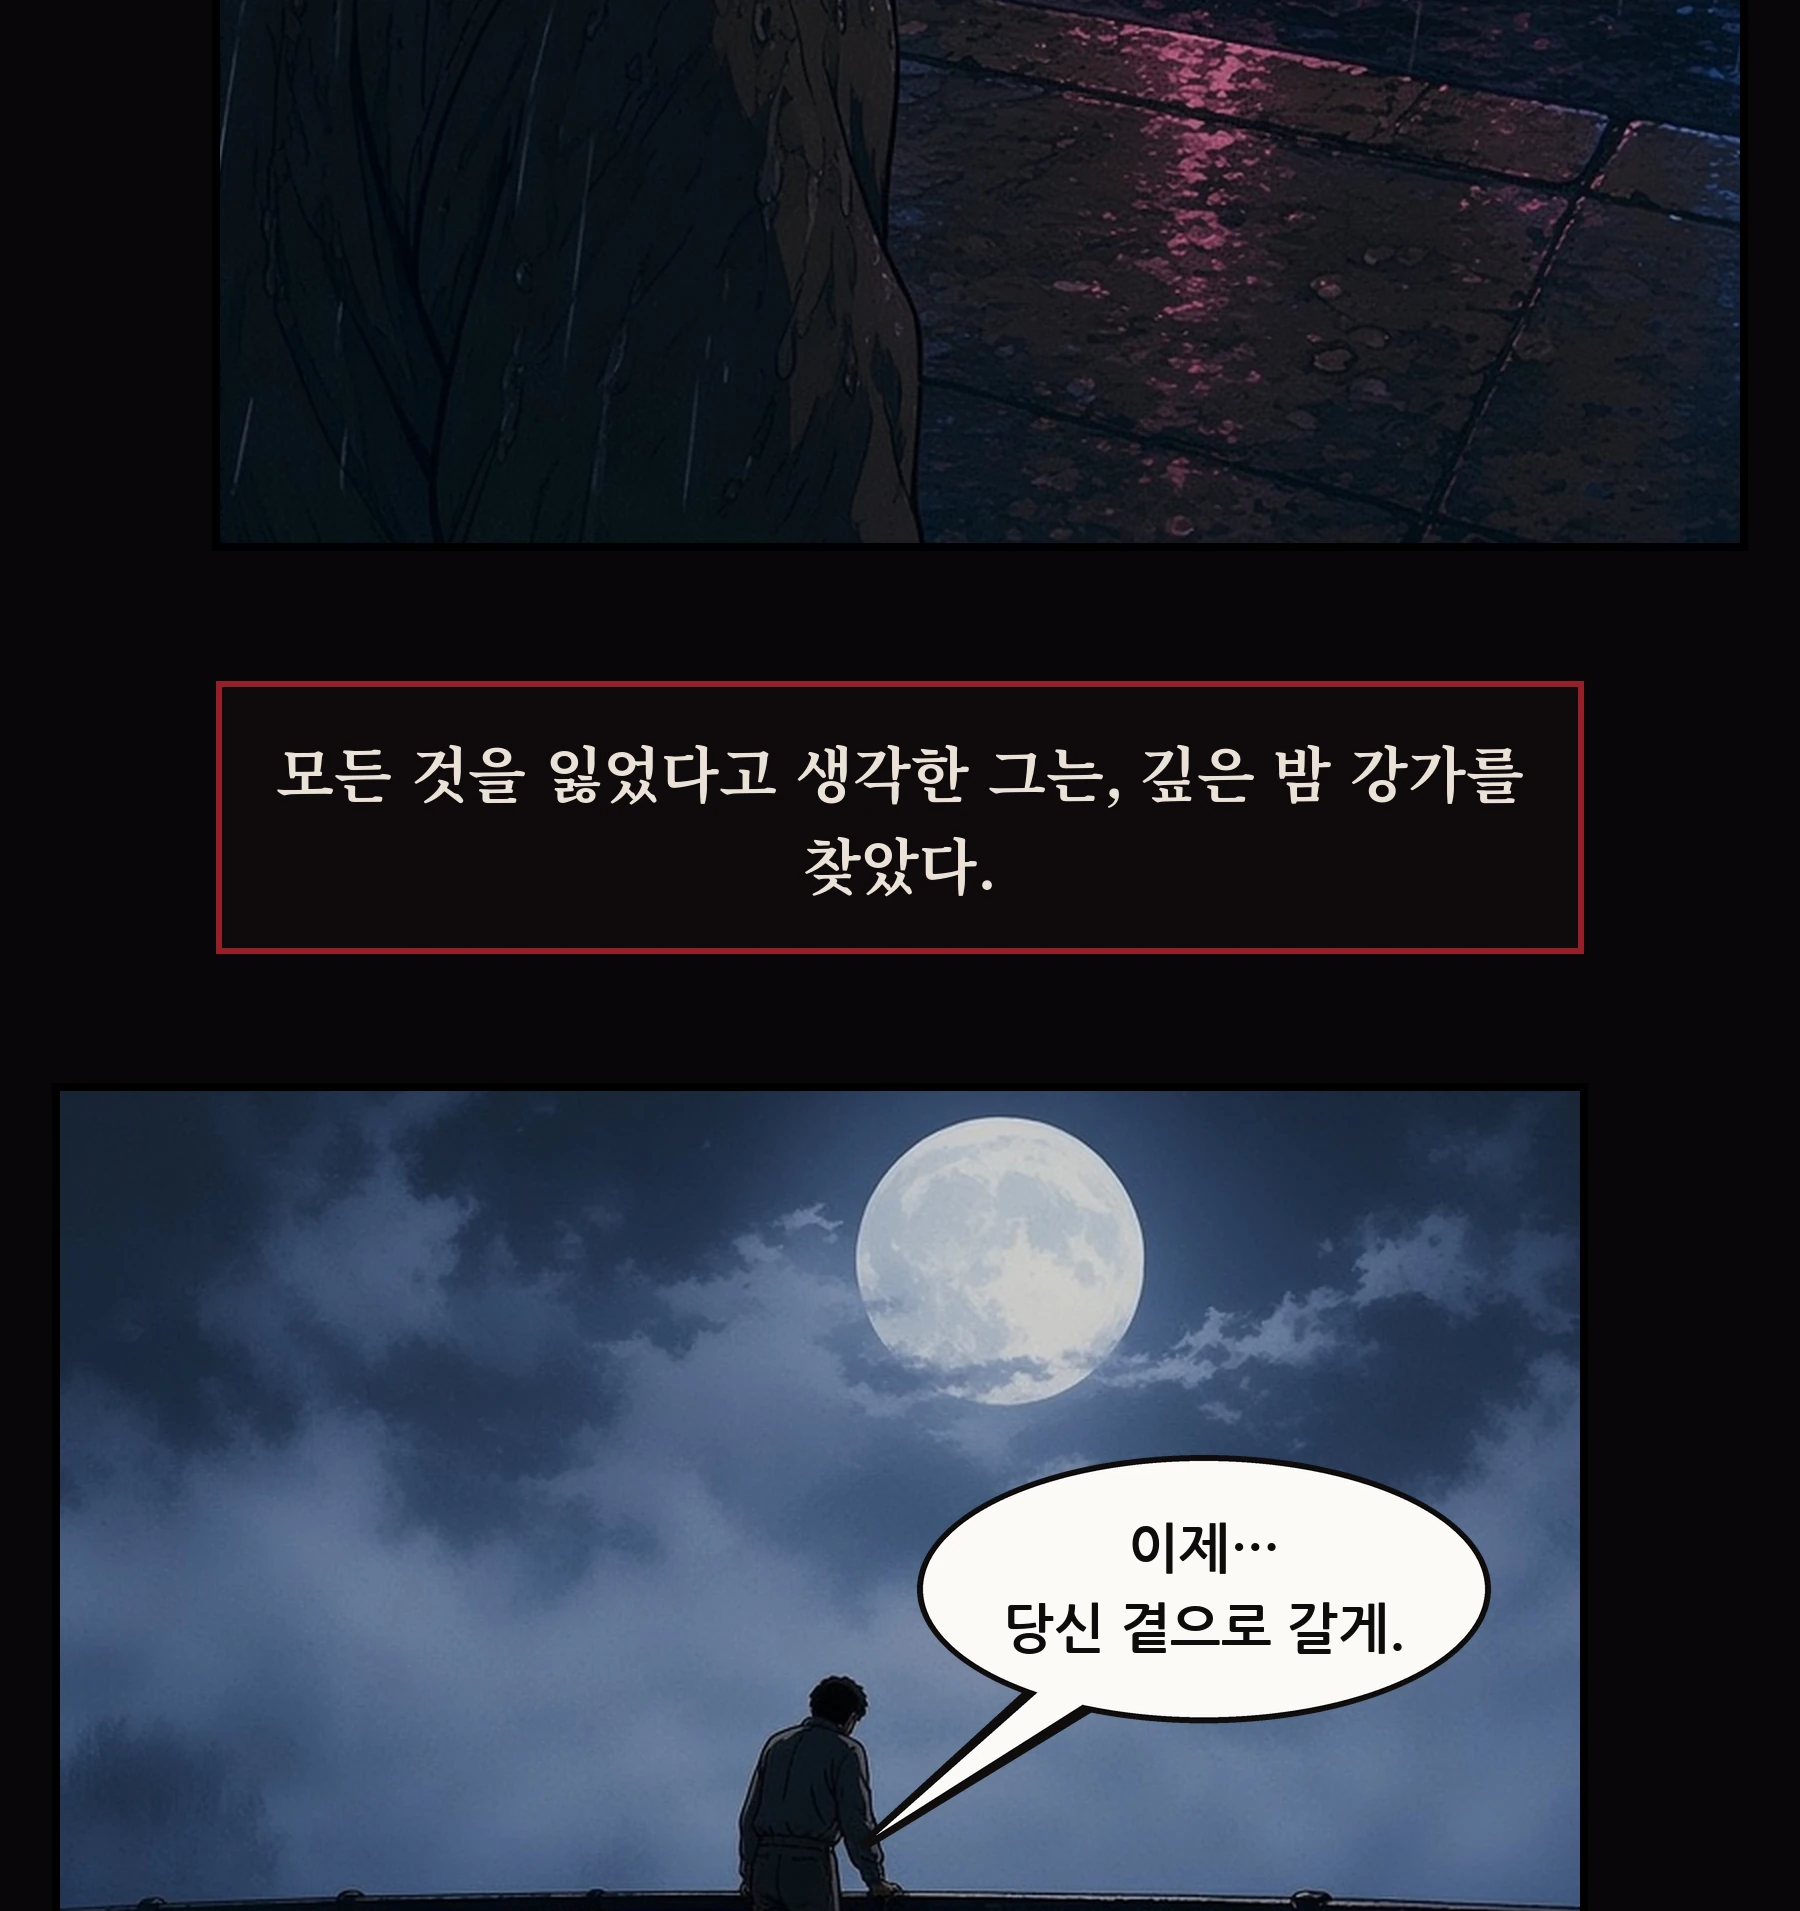 모든 것을 잃었다고 생각한 그는, 깊은 밤 강가를
찾았다.
이제…
당신 곁으로 갈게.